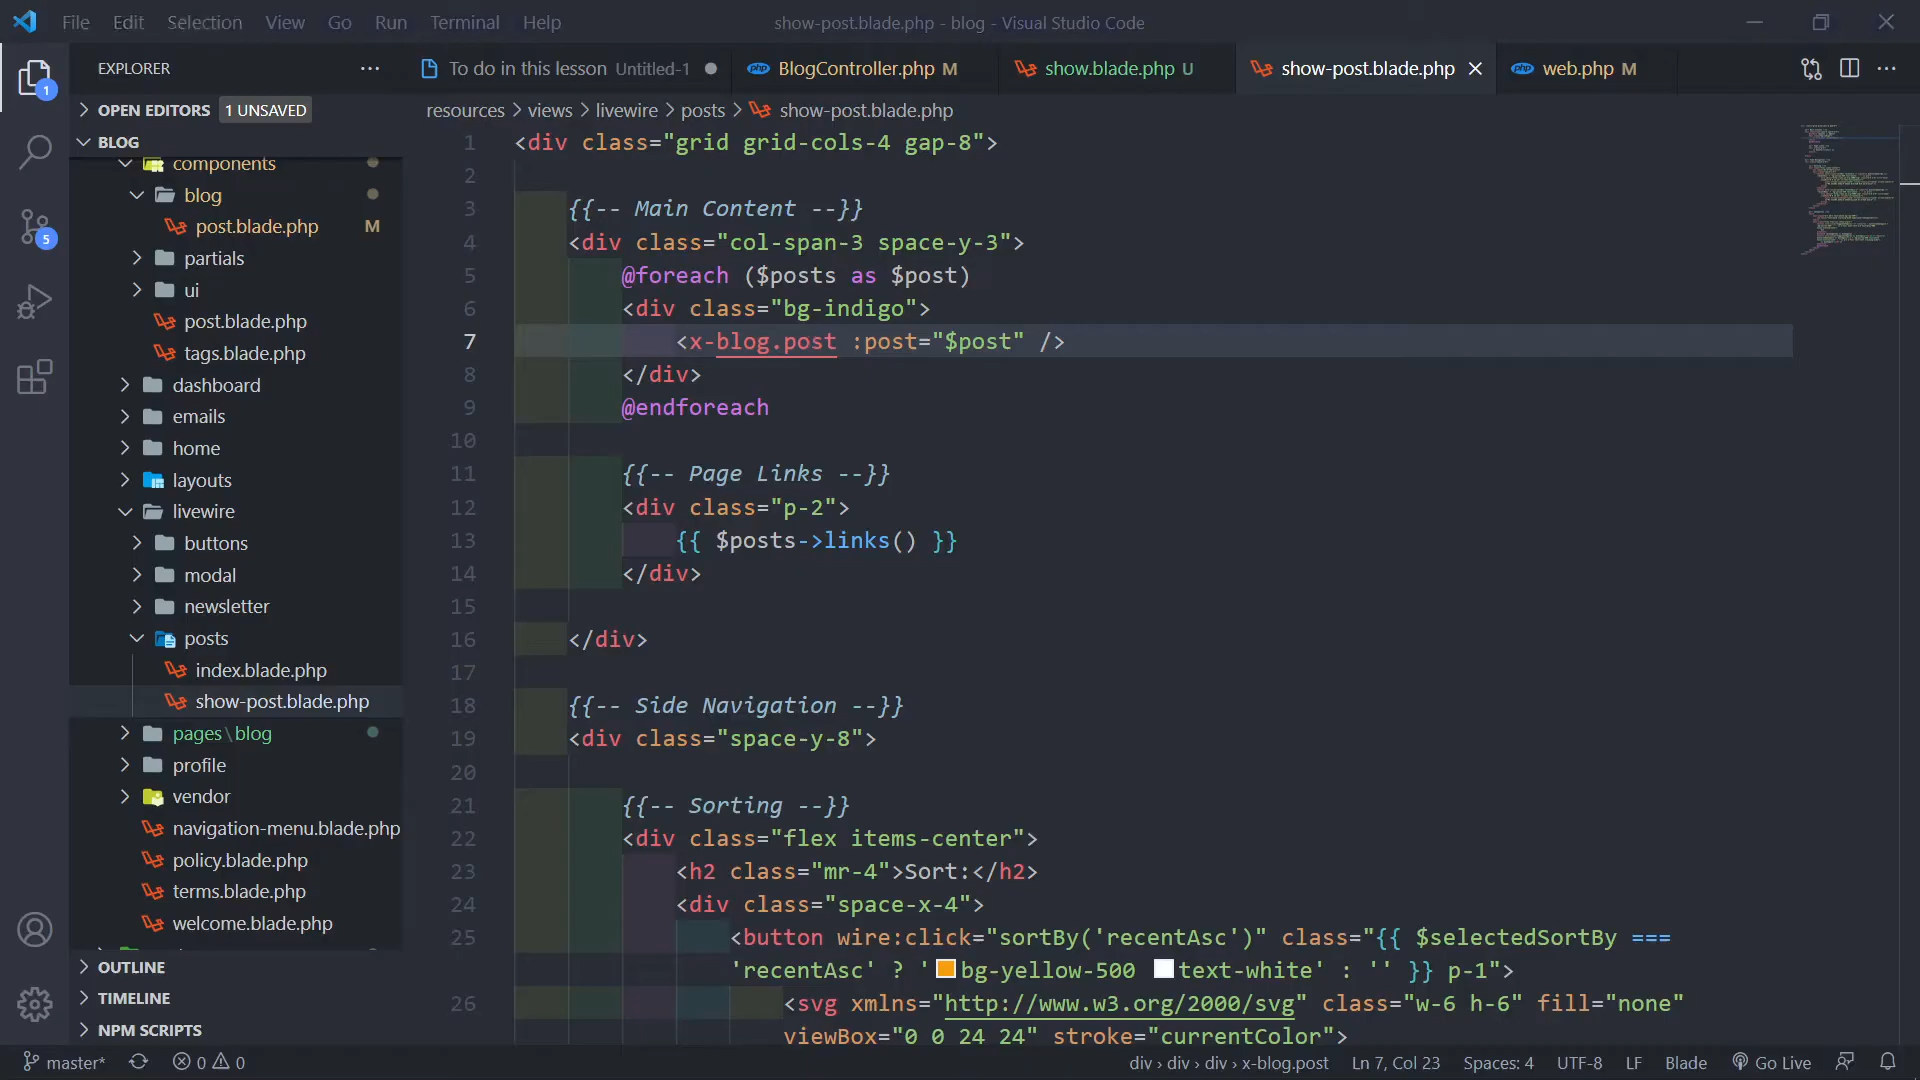 File Edit Selection View Go Run Terminal Help
show-post.blade.php - blog - Visual Studio Code
EXPLORER
To do in this lesson Untitled-1
BlogController.php M
show.blade.php U
show-post.blade.php
web.php M
OPEN EDITORS 1 UNSAVED
resources > views > livewire > posts > show-post.blade.php
BLOG
components
blog
post.blade.php M
partials
ui
post.blade.php
tags.blade.php
dashboard
emails
home
layouts
livewire
buttons
modal
newsletter
posts
index.blade.php
show-post.blade.php
pages\blog
profile
vendor
navigation-menu.blade.php
policy.blade.php
terms.blade.php
welcome.blade.php
OUTLINE
TIMELINE
NPM SCRIPTS
1
5
1 <div class="grid grid-cols-4 gap-8">
2
3 {{-- Main Content --}}
4 <div class="col-span-3 space-y-3">
5 @foreach ($posts as $post)
6 <div class="bg-indigo">
7 <x-blog.post :post="$post" />
8 </div>
9 @endforeach
10
11 {{-- Page Links --}}
12 <div class="p-2">
13 {{ $posts->links() }}
14 </div>
15
16 </div>
17
18 {{-- Side Navigation --}}
19 <div class="space-y-8">
20
21 {{-- Sorting --}}
22 <div class="flex items-center">
23 <h2 class="mr-4">Sort:</h2>
24 <div class="space-x-4">
25 <button wire:click="sortBy('recentAsc')" class="{{ $selectedSortBy ===
'recentAsc' ? 'bg-yellow-500 text-white' : '' }} p-1">
26 <svg xmlns="http://www.w3.org/2000/svg" class="w-6 h-6" fill="none"
viewBox="0 0 24 24" stroke="currentColor">
master* 0 0
div > div > div > x-blog.post Ln 7, Col 23 Spaces: 4 UTF-8 LF Blade Go Live